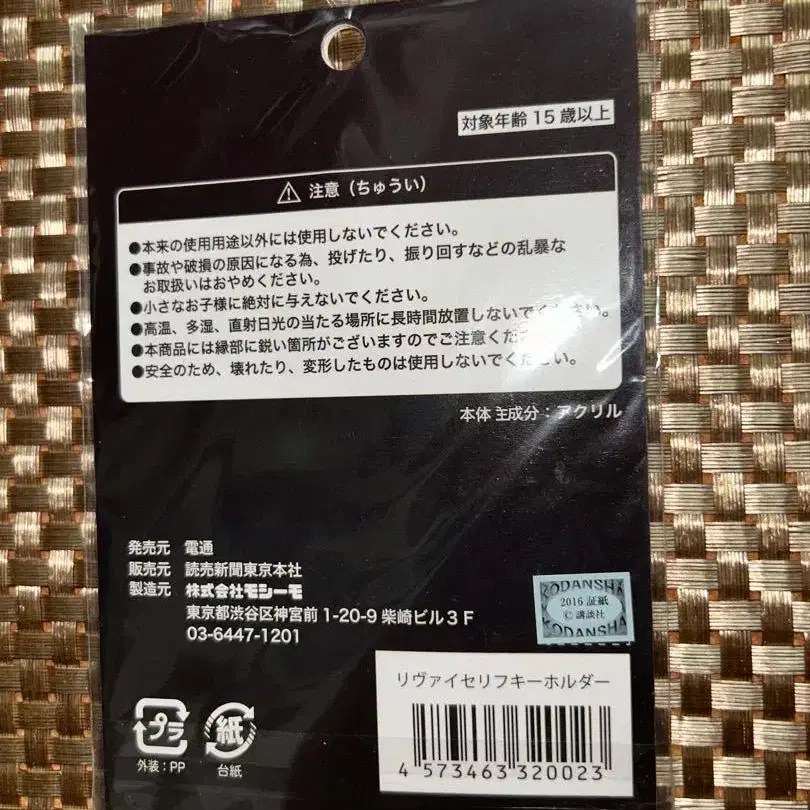 対象年齢 15 歳以上
⚠ 注意（ちゅうい）
●本来の使用用途以外には使用しないでください。
●事故や破損の原因になる為、投げたり、振り回すなどの乱暴な
お取扱いはおやめください。
●小さなお子様に絶対に与えないでください。
●高温、多湿、直射日光の当たる場所に長時間放置しないでください。
●本商品には縁部に鋭い箇所がございますのでご注意くだ
●安全のため、壊れたり、変形したものは使用しないでください。
本体 主成分：アクリル
発売元 電通
販売元 読売新聞東京本社
製造元 株式会社モシーモ
東京都渋谷区神宮前 1-20-9 柴崎ビル 3 F
03-6447-1201
KODANSHA
2016 証紙
© 講談社
KODANSHA
リヴァイセリフキーホルダー
4 573463 320023
プラ
外装：PP
紙
台紙